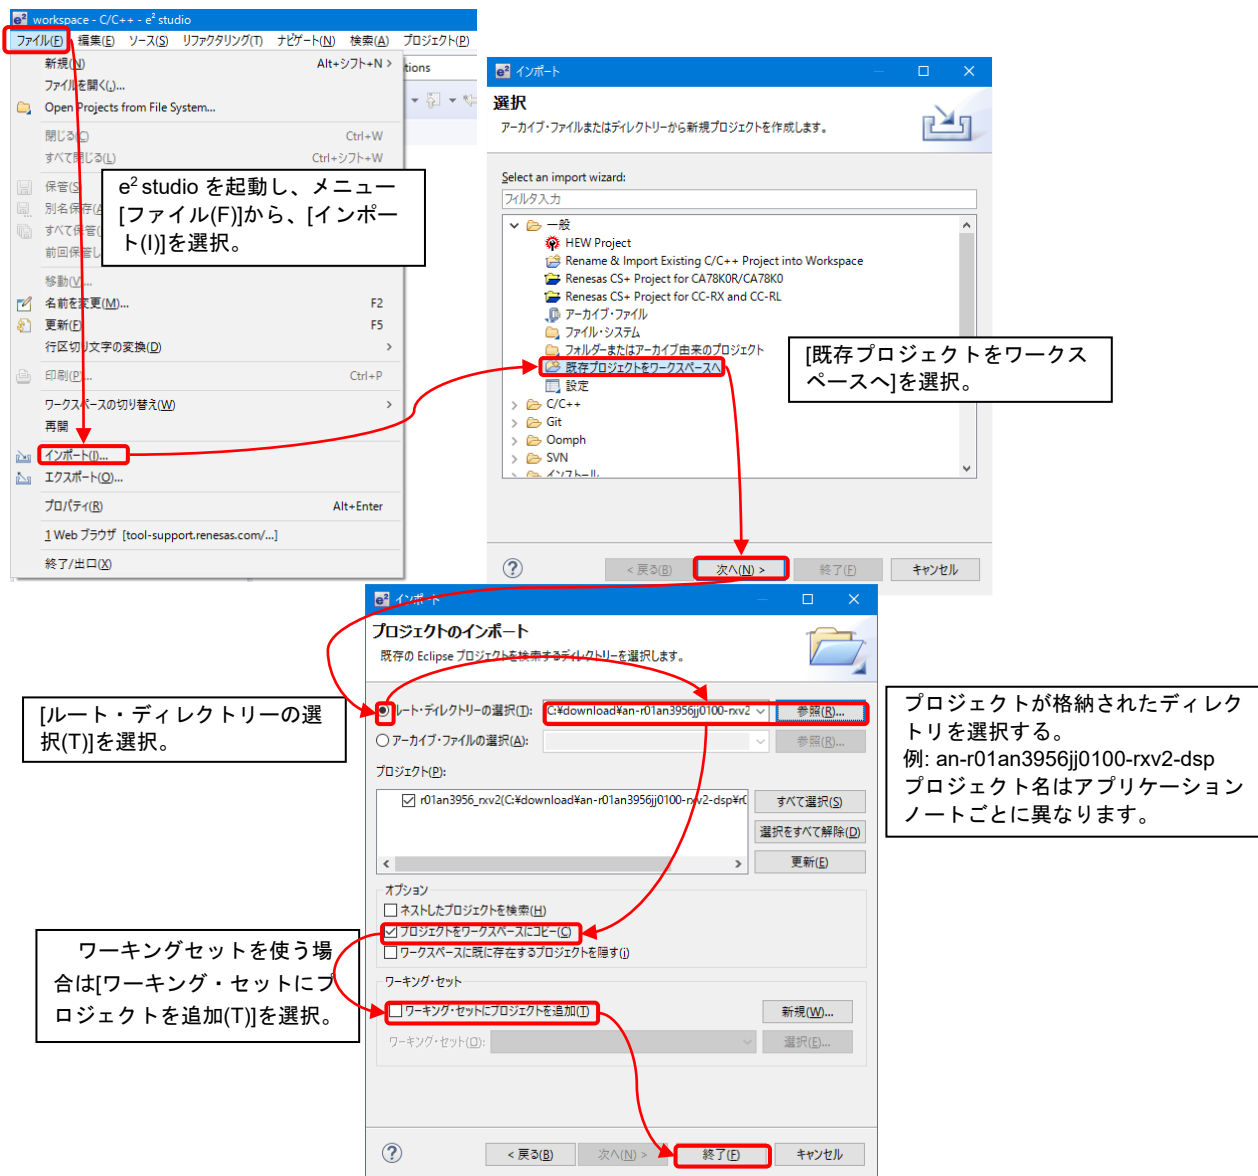 workspace - C/C++ - e² studio
ファイル(F) 編集(E) ソース(S) リファクタリング(T) ナビゲート(N) 検索(A) プロジェクト(P)
新規(N) Alt+シフト+N >
ファイルを開く(.)...
Open Projects from File System...
閉じる(C) Ctrl+W
すべて閉じる(L) Ctrl+シフト+W
保管(S)
別名保存(A
すべて保管(
前回保管し
移動(V)...
名前を変更(M)... F2
更新(F) F5
行区切り文字の変換(D) >
印刷(P)... Ctrl+P
ワークスペースの切り替え(W) >
再開
インポート(I)...
エクスポート(O)...
プロパティ(R) Alt+Enter
1 Web ブラウザ [tool-support.renesas.com/...]
終了/出口(X)
tions
e² studio を起動し、メニュー
[ファイル(F)]から、[インポー
ト(I)]を選択。
e² インポート
選択
アーカイブ・ファイルまたはディレクトリーから新規プロジェクトを作成します。
Select an import wizard:
フィルタ入力
一般
HEW Project
Rename & Import Existing C/C++ Project into Workspace
Renesas CS+ Project for CA78K0R/CA78K0
Renesas CS+ Project for CC-RX and CC-RL
アーカイブ・ファイル
ファイル・システム
フォルダーまたはアーカイブ由来のプロジェクト
既存プロジェクトをワークスペースへ
設定
> C/C++
> Git
> Oomph
> SVN
> インストール
[既存プロジェクトをワークス
ペースへ]を選択。
? < 戻る(B) 次へ(N) > 終了(F) キャンセル
e² インポート
プロジェクトのインポート
既存の Eclipse プロジェクトを検索するディレクトリーを選択します。
ルート・ディレクトリーの選択(T): C:¥download¥an-r01an3956jj0100-rxv2 参照(R)...
アーカイブ・ファイルの選択(A): 参照(R)...
プロジェクト(P):
r01an3956_rxv2(C:¥download¥an-r01an3956jj0100-rxv2-dsp¥r0 すべて選択(S)
選択をすべて解除(D)
更新(E)
オプション
ネストしたプロジェクトを検索(H)
プロジェクトをワークスペースにコピー(C)
ワークスペースに既に存在するプロジェクトを隠す(i)
ワーキング・セット
ワーキング・セットにプロジェクトを追加(T) 新規(W)...
ワーキング・セット(O): 選択(E)...
? < 戻る(B) 次へ(N) > 終了(F) キャンセル
[ルート・ディレクトリーの選
択(T)]を選択。
プロジェクトが格納されたディレク
トリを選択する。
例: an-r01an3956jj0100-rxv2-dsp
プロジェクト名はアプリケーション
ノートごとに異なります。
ワーキングセットを使う場
合は[ワーキング・セットにプ
ロジェクトを追加(T)]を選択。